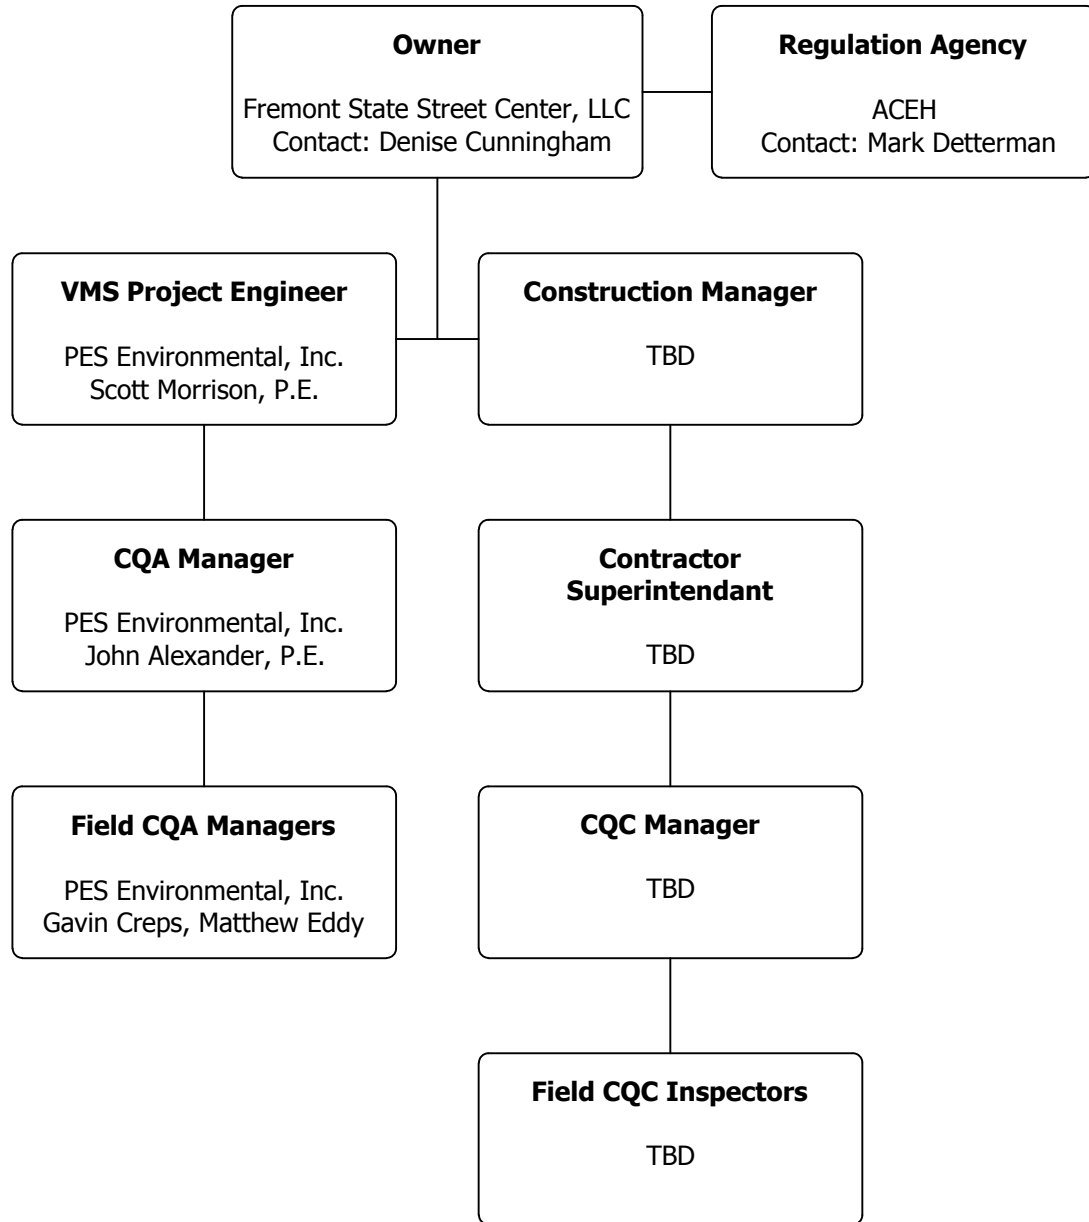 Owner
Fremont State Street Center, LLC
Contact: Denise Cunningham
Regulation Agency
ACEH
Contact: Mark Detterman
VMS Project Engineer
PES Environmental, Inc.
Scott Morrison, P.E.
Construction Manager
TBD
CQA Manager
PES Environmental, Inc.
John Alexander, P.E.
Contractor
Superintendant
TBD
Field CQA Managers
PES Environmental, Inc.
Gavin Creps, Matthew Eddy
CQC Manager
TBD
Field CQC Inspectors
TBD